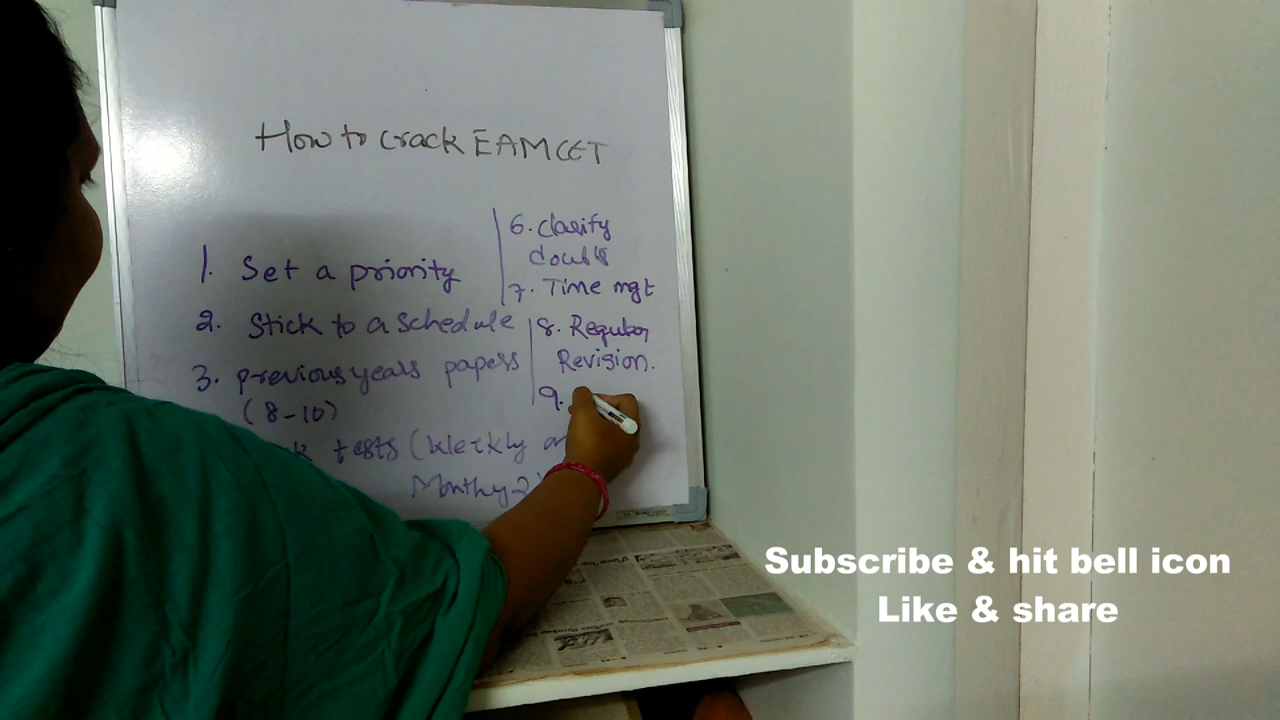 How to crack EAMCET
1. Set a priority
2. Stick to a schedule
3. previous years papers
(8-10)
tests (Weekly
Monthy 2
6. Clarify
doubts
7. Time mgt
8. Regular
Revision.
9.
Subscribe & hit bell icon
Like & share